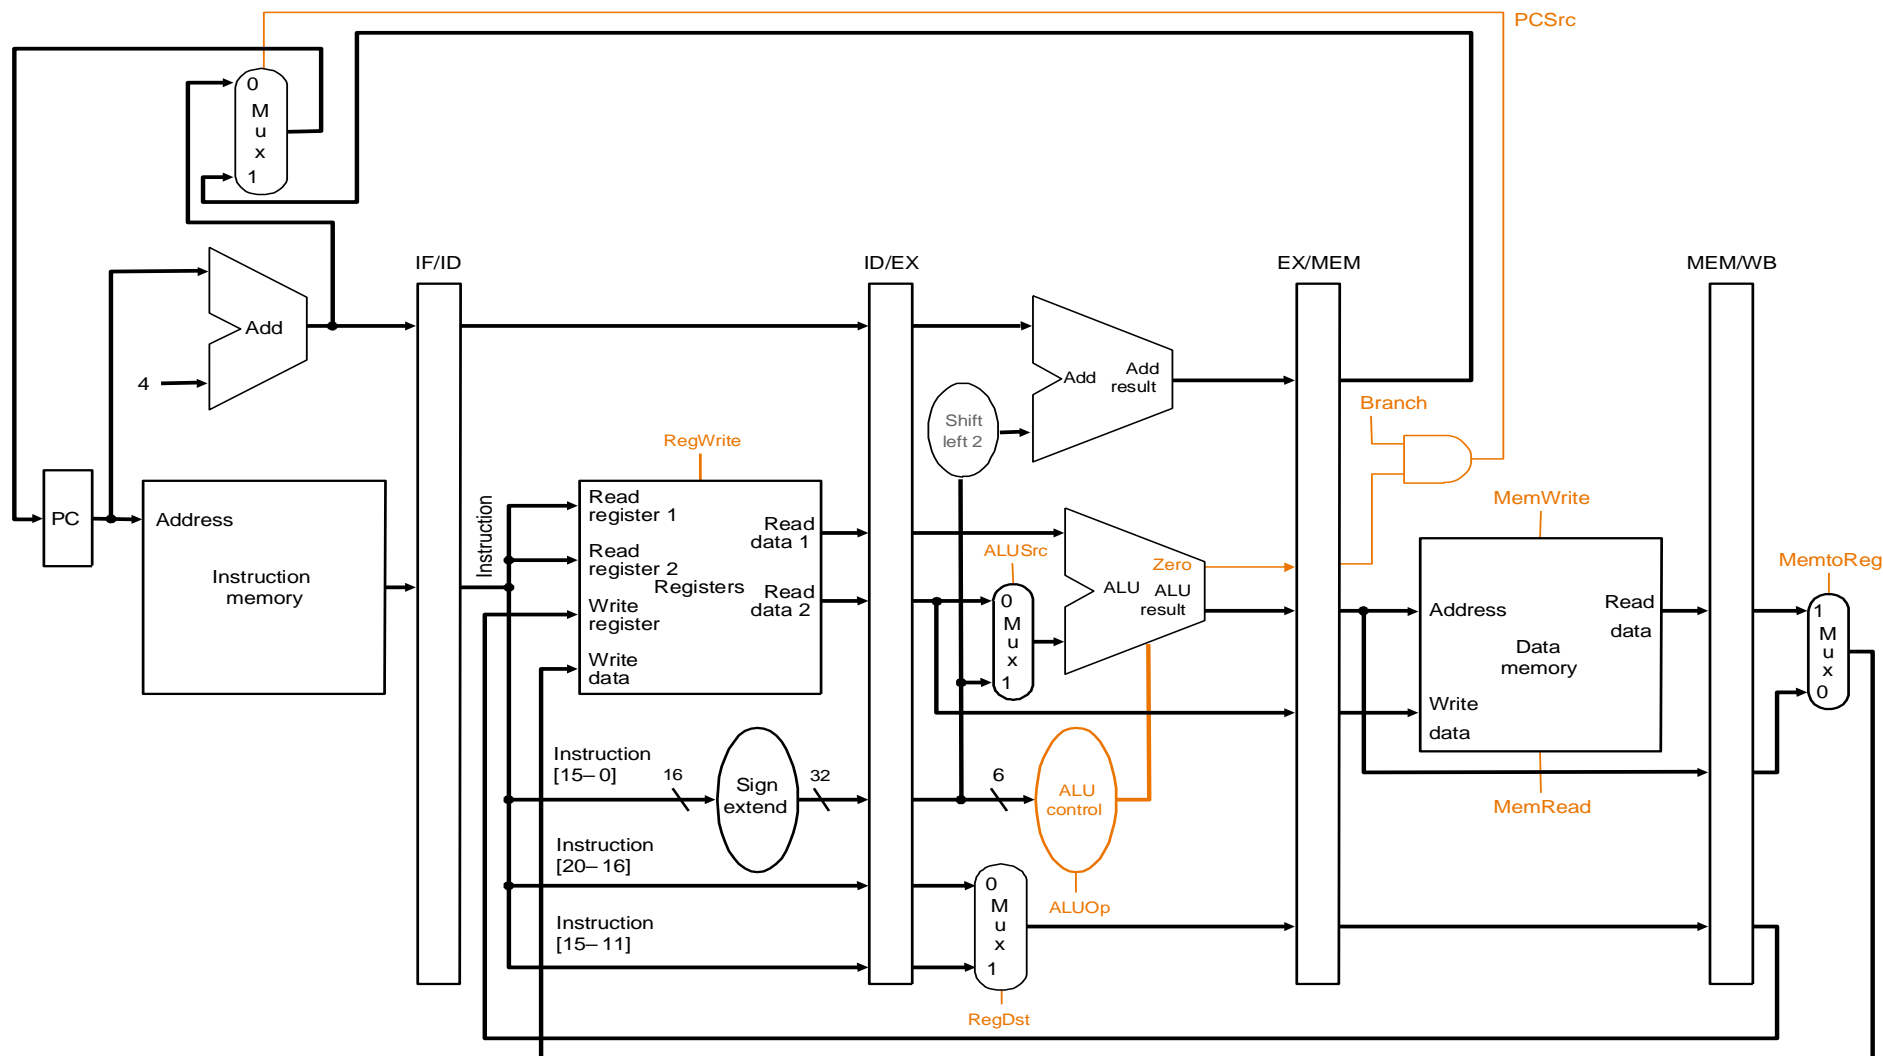 PCSrc
0
M
u
x
1
IF/ID
ID/EX
EX/MEM
MEM/WB
Add
4
Add
Add
result
Shift
left 2
Branch
RegWrite
PC
Address
Instruction
memory
Instruction
Read
register 1
Read
register 2
Registers
Write
register
Write
data
Read
data 1
Read
data 2
ALUSrc
0
M
u
x
1
Zero
ALU
ALU
result
MemWrite
Address
Read
data
Data
memory
Write
data
MemRead
MemtoReg
1
M
u
x
0
Instruction
[15–0]
16
Sign
extend
32
6
ALU
control
ALUOp
Instruction
[20–16]
Instruction
[15–11]
0
M
u
x
1
RegDst